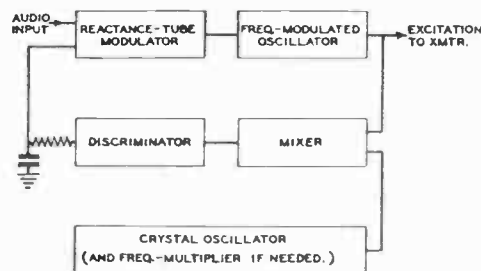 AUDIO
INPUT
REACTANCE-TUBE
MODULATOR
FREQ.-MODULATED
OSCILLATOR
EXCITATION
TO XMTR.
DISCRIMINATOR
MIXER
CRYSTAL OSCILLATOR
(AND FREQ.-MULTIPLIER IF NEEDED.)